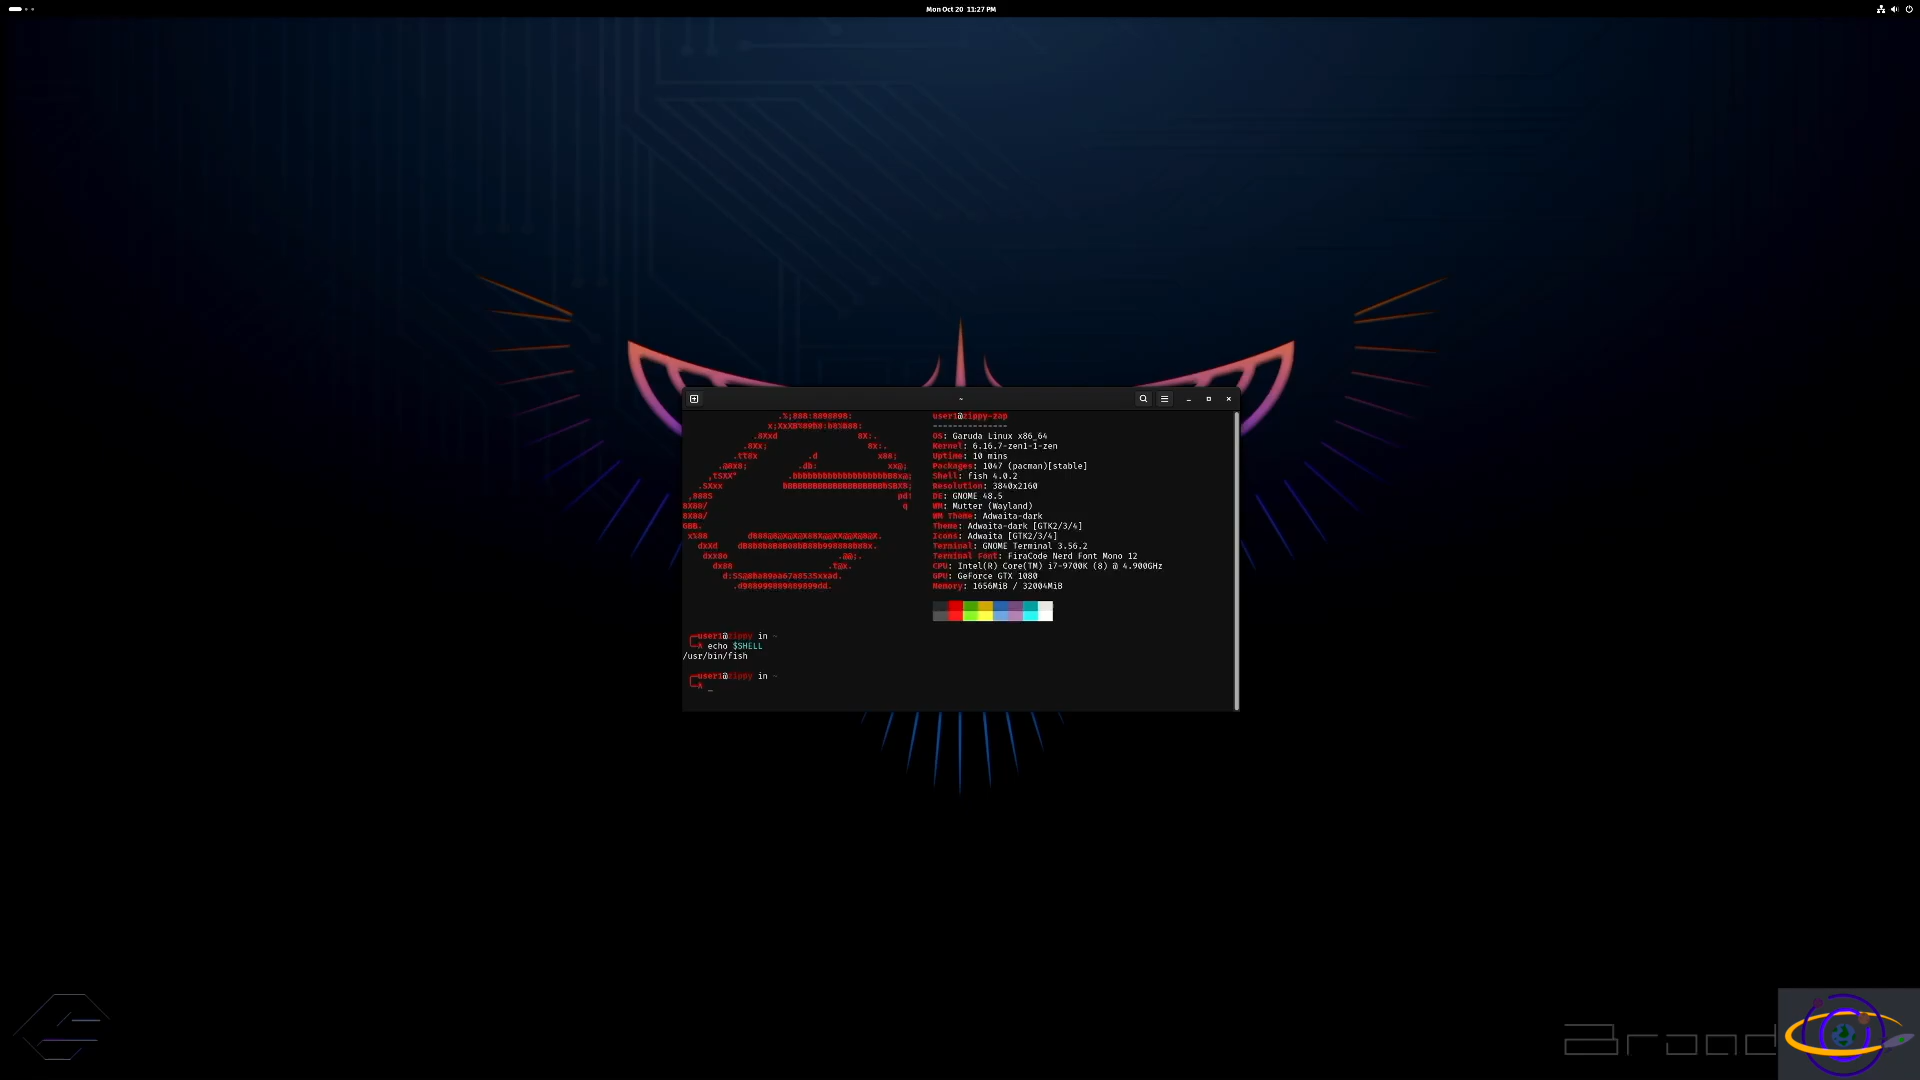 Mon Oct 20 11:27 PM
~
user1@zippy-zap
---------------
OS: Garuda Linux x86_64
Kernel: 6.16.7-zen1-1-zen
Uptime: 10 mins
Packages: 1047 (pacman)[stable]
Shell: fish 4.0.2
Resolution: 3840x2160
DE: GNOME 48.5
WM: Mutter (Wayland)
WM Theme: Adwaita-dark
Theme: Adwaita-dark [GTK2/3/4]
Icons: Adwaita [GTK2/3/4]
Terminal: GNOME Terminal 3.56.2
Terminal Font: FiraCode Nerd Font Mono 12
CPU: Intel(R) Core(TM) i7-9700K (8) @ 4.900GHz
GPU: GeForce GTX 1080
Memory: 1656MiB / 32004MiB
user1@zippy in ~
λ echo $SHELL
/usr/bin/fish
user1@zippy in ~
λ _